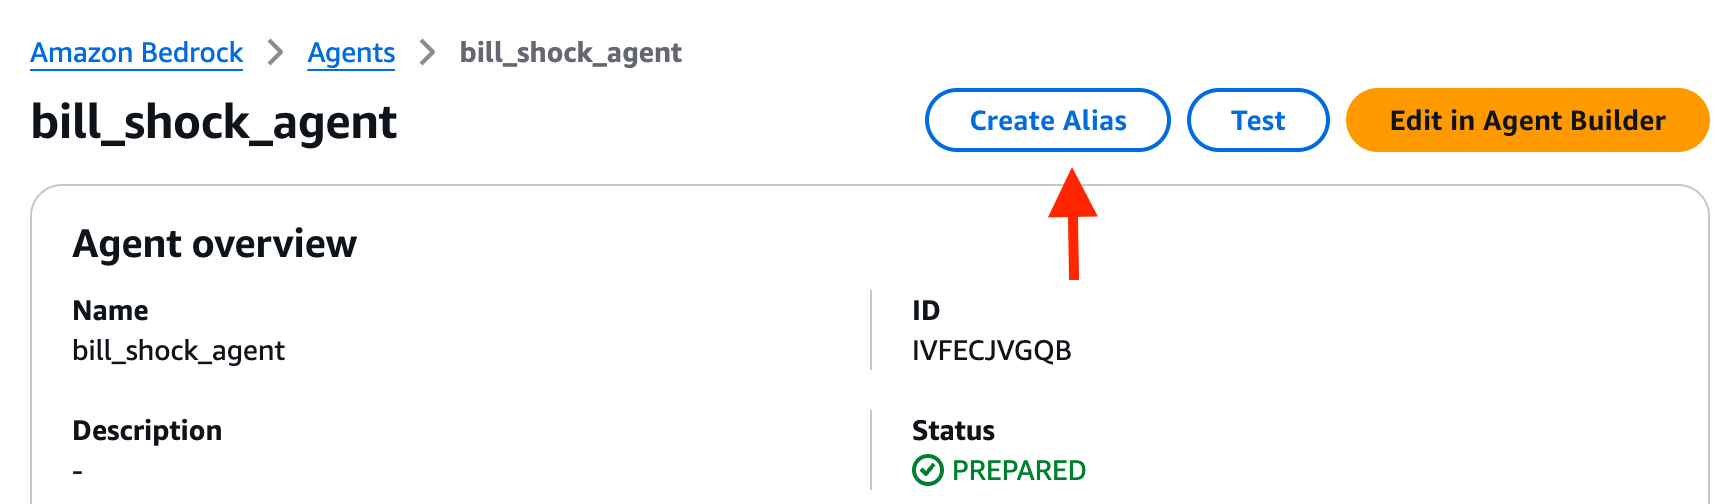 Amazon Bedrock > Agents > bill_shock_agent
bill_shock_agent
Create Alias
Test
Edit in Agent Builder
Agent overview
Name
bill_shock_agent
ID
IVFECJVGQB
Description
-
Status
PREPARED